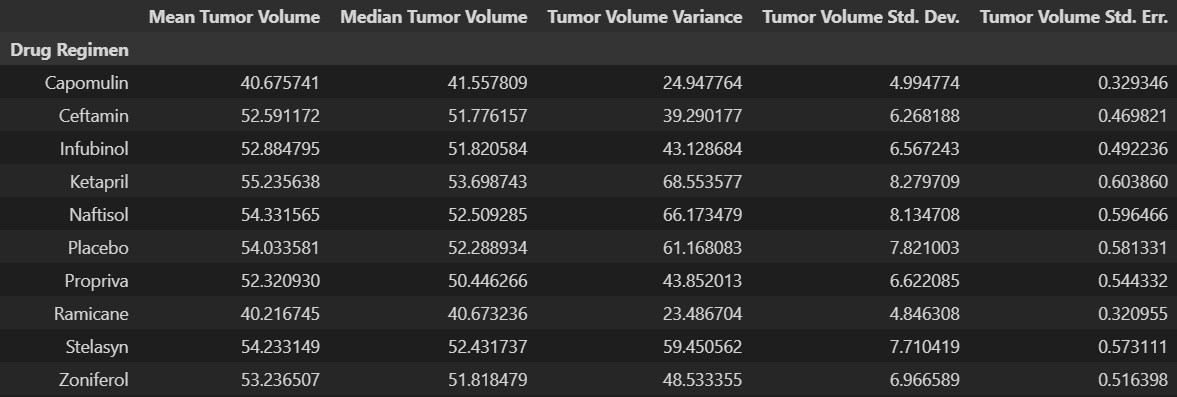 Mean Tumor Volume Median Tumor Volume Tumor Volume Variance Tumor Volume Std. Dev. Tumor Volume Std. Err.
Drug Regimen
Capomulin 40.675741 41.557809 24.947764 4.994774 0.329346
Ceftamin 52.591172 51.776157 39.290177 6.268188 0.469821
Infubinol 52.884795 51.820584 43.128684 6.567243 0.492236
Ketapril 55.235638 53.698743 68.553577 8.279709 0.603860
Naftisol 54.331565 52.509285 66.173479 8.134708 0.596466
Placebo 54.033581 52.288934 61.168083 7.821003 0.581331
Propriva 52.320930 50.446266 43.852013 6.622085 0.544332
Ramicane 40.216745 40.673236 23.486704 4.846308 0.320955
Stelasyn 54.233149 52.431737 59.450562 7.710419 0.573111
Zoniferol 53.236507 51.818479 48.533355 6.966589 0.516398